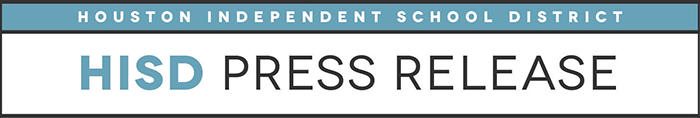 HOUSTON INDEPENDENT SCHOOL DISTRICT
HISD PRESS RELEASE